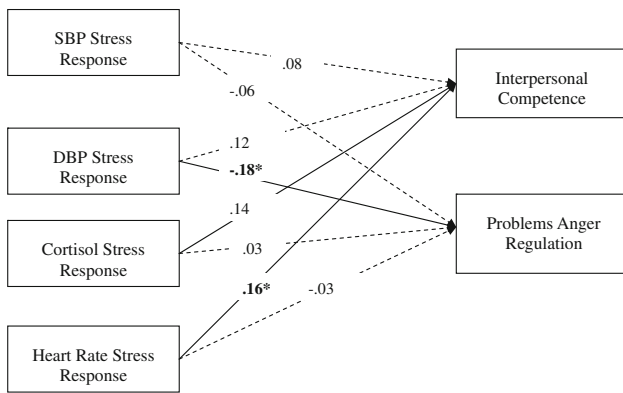 SBP Stress
Response
DBP Stress
Response
Cortisol Stress
Response
Heart Rate Stress
Response
.08
-.06
.12
-.18*
.14
.03
.16*
-.03
Interpersonal
Competence
Problems Anger
Regulation